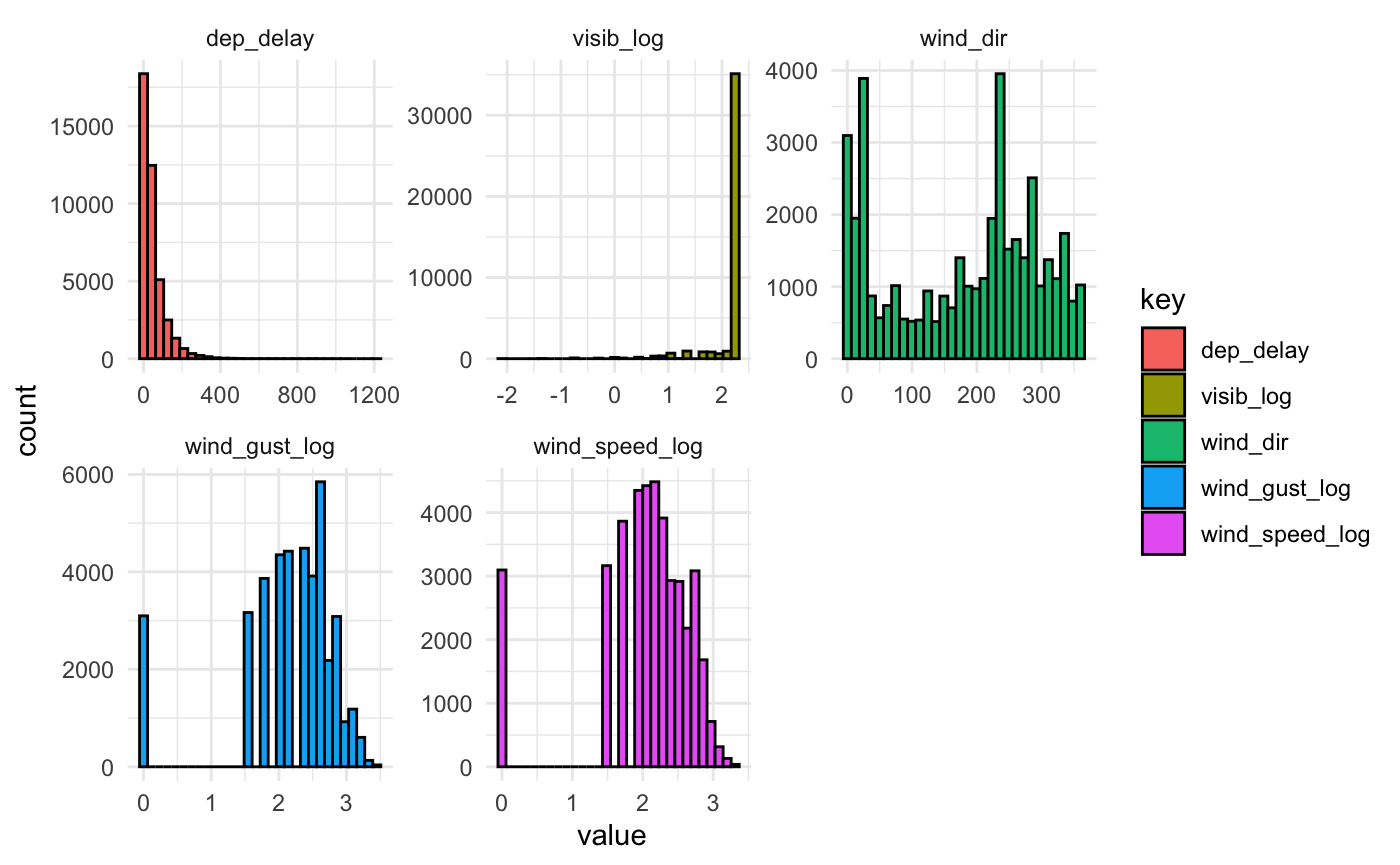 dep_delay visib_log wind_dir
15000
10000
5000
0
0 400 800 1200
30000
20000
10000
0
-2 -1 0 1 2
4000
3000
2000
1000
0
0 100 200 300
count
wind_gust_log wind_speed_log
6000
4000
2000
0
0 1 2 3
4000
3000
2000
1000
0
0 1 2 3
value
key
dep_delay
visib_log
wind_dir
wind_gust_log
wind_speed_log